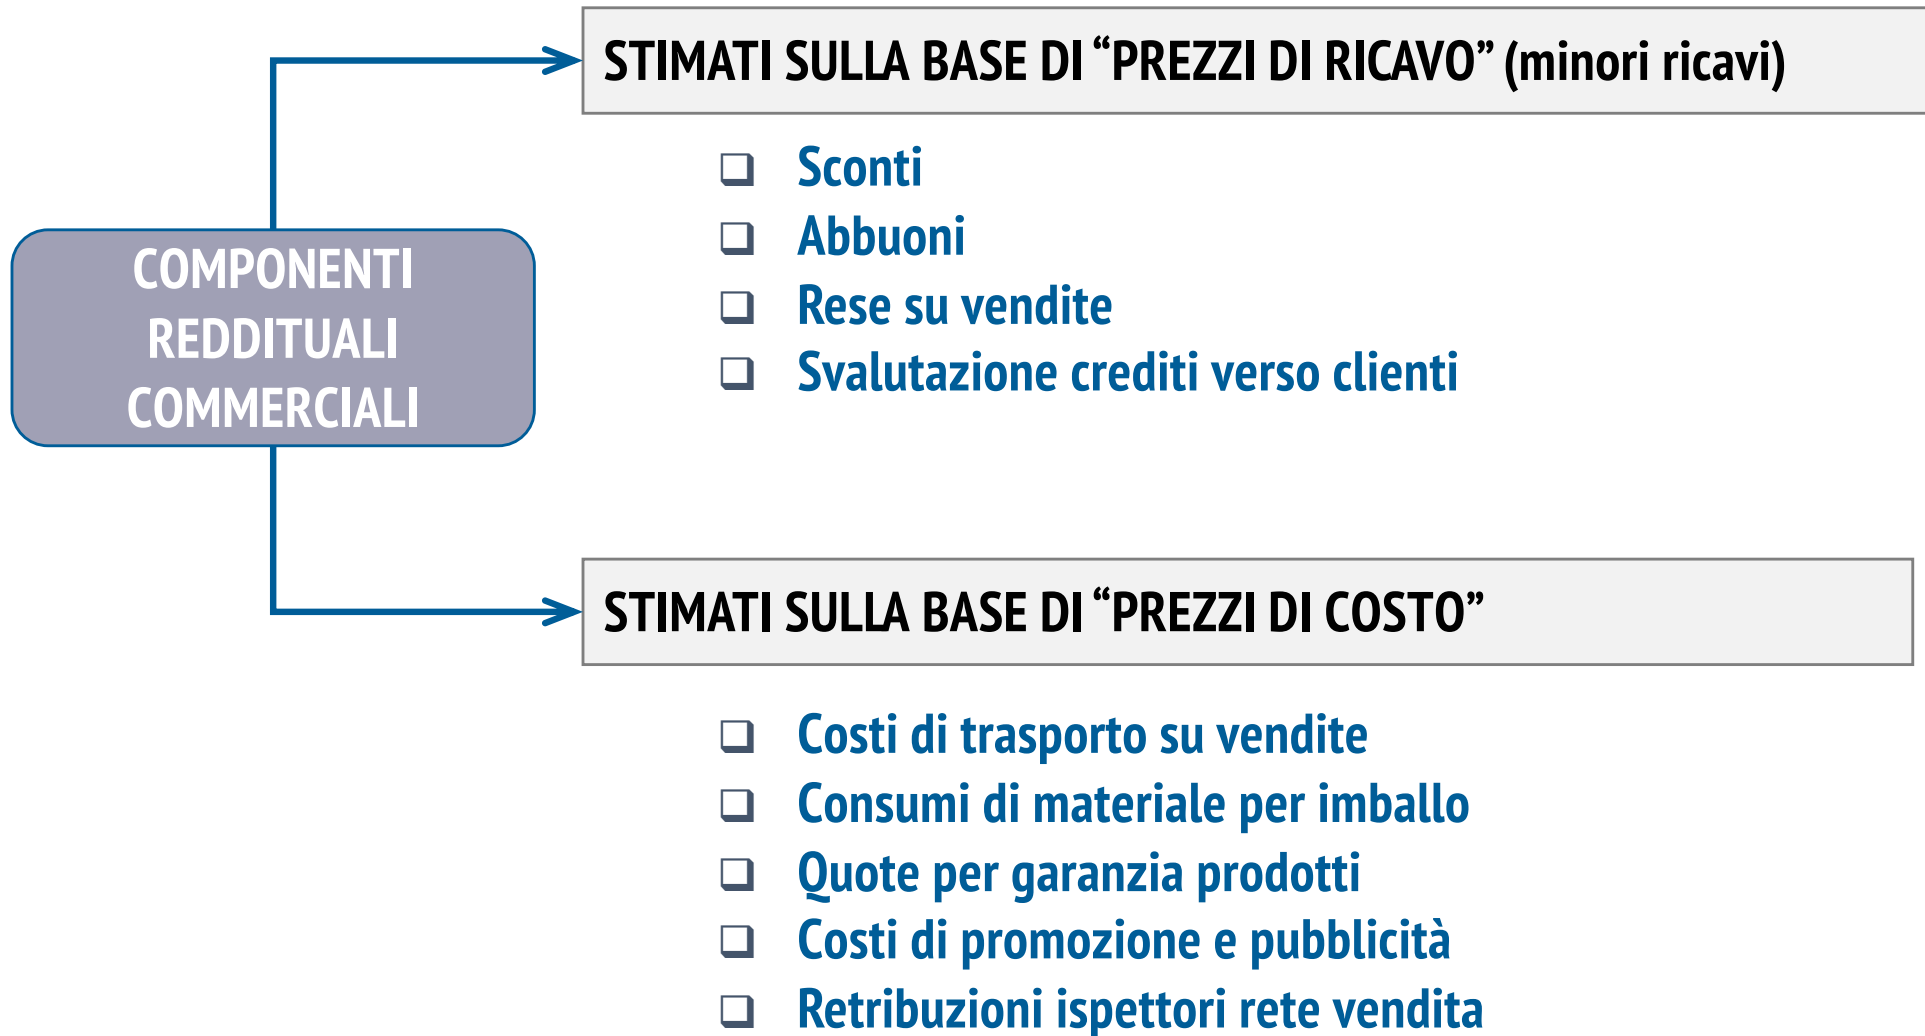 STIMATI SULLA BASE DI “PREZZI DI RICAVO” (minori ricavi)
Sconti
Abbuoni
Rese su vendite
Svalutazione crediti verso clienti
COMPONENTI
REDDITUALI
COMMERCIALI
STIMATI SULLA BASE DI “PREZZI DI COSTO”
Costi di trasporto su vendite
Consumi di materiale per imballo
Quote per garanzia prodotti
Costi di promozione e pubblicità
Retribuzioni ispettori rete vendita